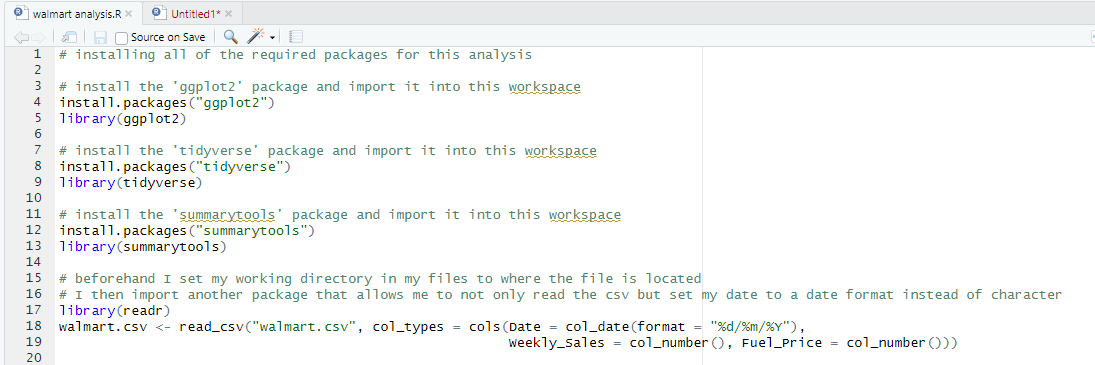 walmart analysis.R
Untitled1*
Source on Save
1 # installing all of the required packages for this analysis
2
3 # install the 'ggplot2' package and import it into this workspace
4 install.packages("ggplot2")
5 library(ggplot2)
6
7 # install the 'tidyverse' package and import it into this workspace
8 install.packages("tidyverse")
9 library(tidyverse)
10
11 # install the 'summarytools' package and import it into this workspace
12 install.packages("summarytools")
13 library(summarytools)
14
15 # beforehand I set my working directory in my files to where the file is located
16 # I then import another package that allows me to not only read the csv but set my date to a date format instead of character
17 library(readr)
18 walmart.csv <- read_csv("walmart.csv", col_types = cols(Date = col_date(format = "%d/%m/%Y"),
19 Weekly_Sales = col_number(), Fuel_Price = col_number()))
20